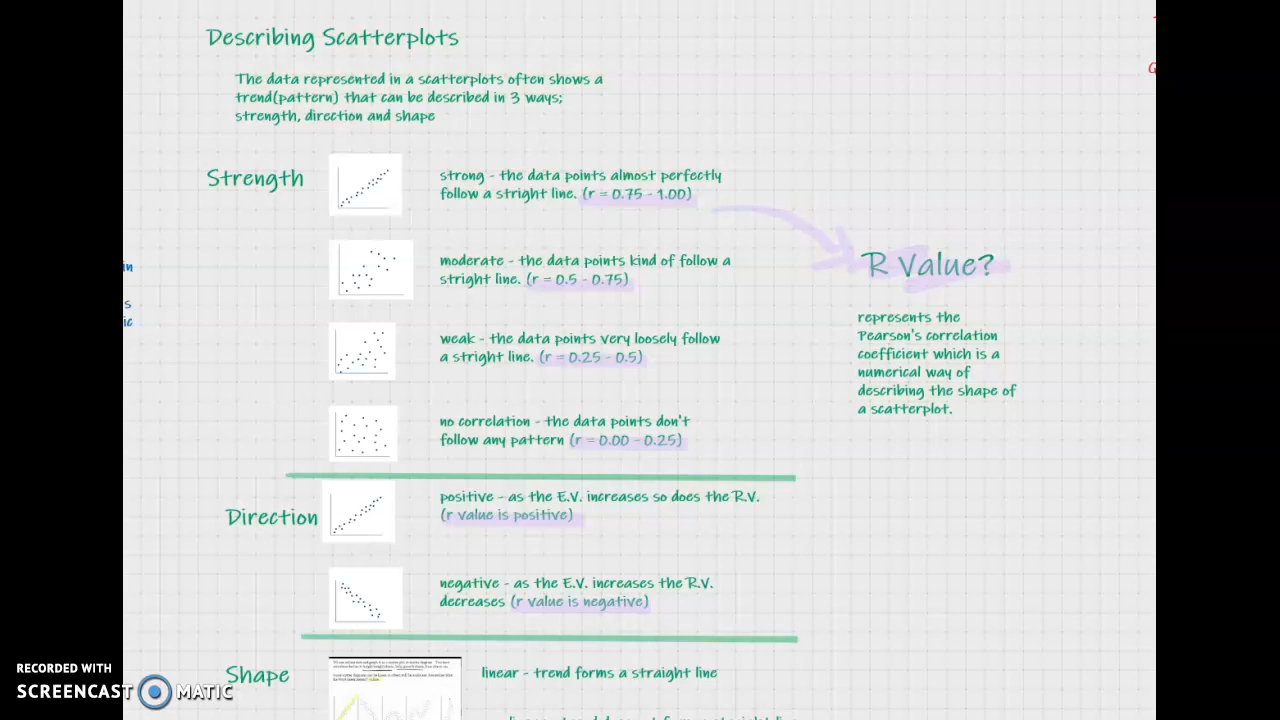 Describing Scatterplots
The data represented in a scatterplots often shows a
trend(pattern) that can be described in 3 ways;
strength, direction and shape
Strength
strong - the data points almost perfectly
follow a stright line. (r = 0.75 - 1.00)
moderate - the data points kind of follow a
stright line. (r = 0.5 - 0.75)
weak - the data points very loosely follow
a stright line. (r = 0.25 - 0.5)
no correlation - the data points don't
follow any pattern (r = 0.00 - 0.25)
R Value?
represents the
Pearson's correlation
coefficient which is a
numerical way of
describing the shape of
a scatterplot.
Direction
positive - as the E.V. increases so does the R.V.
(r value is positive)
negative - as the E.V. increases the R.V.
decreases (r value is negative)
Shape
linear - trend forms a straight line
RECORDED WITH
SCREENCAST MATIC